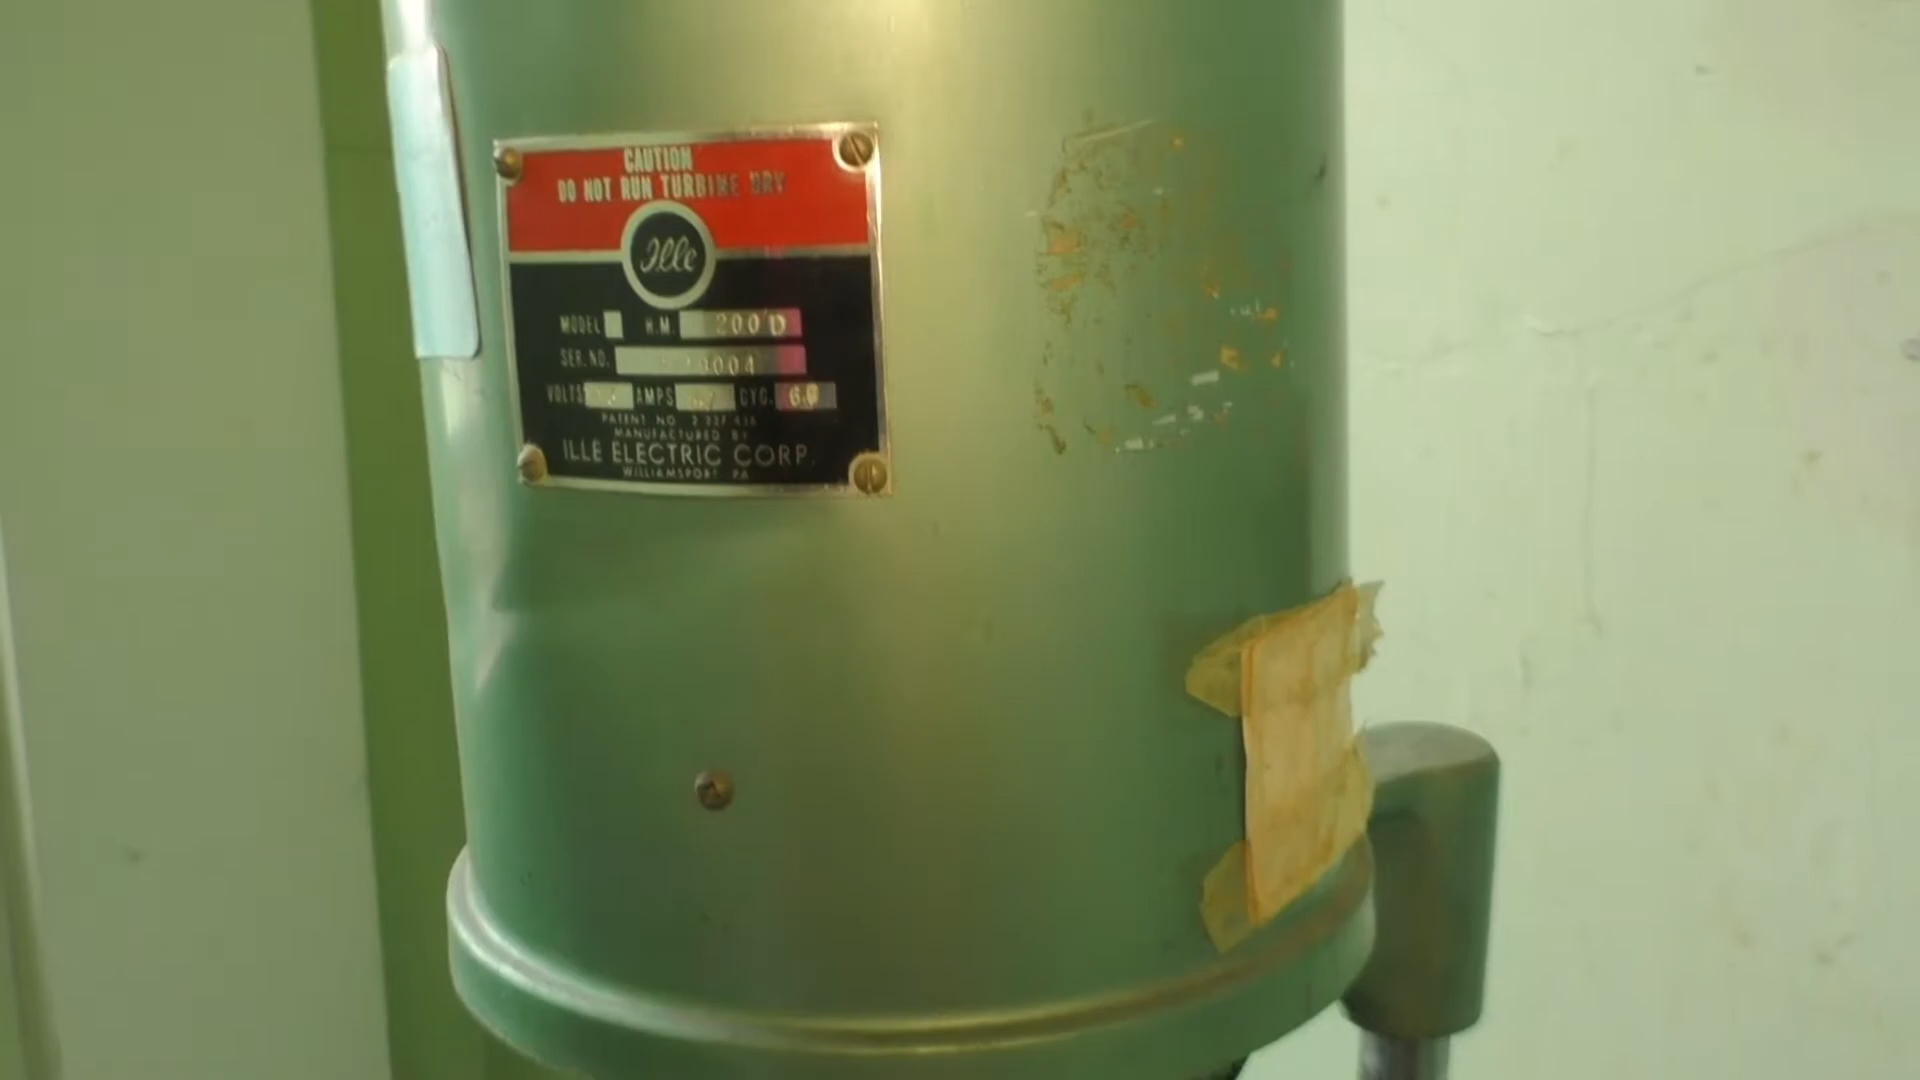 CAUTION
DO NOT RUN TURBINE DRY
Ille
MODEL H.M. 200 D
SER. NO.
VOLTS AMPS CYC. 60
PATENT NO.
MANUFACTURED BY
ILLE ELECTRIC CORP.
WILLIAMSPORT PA